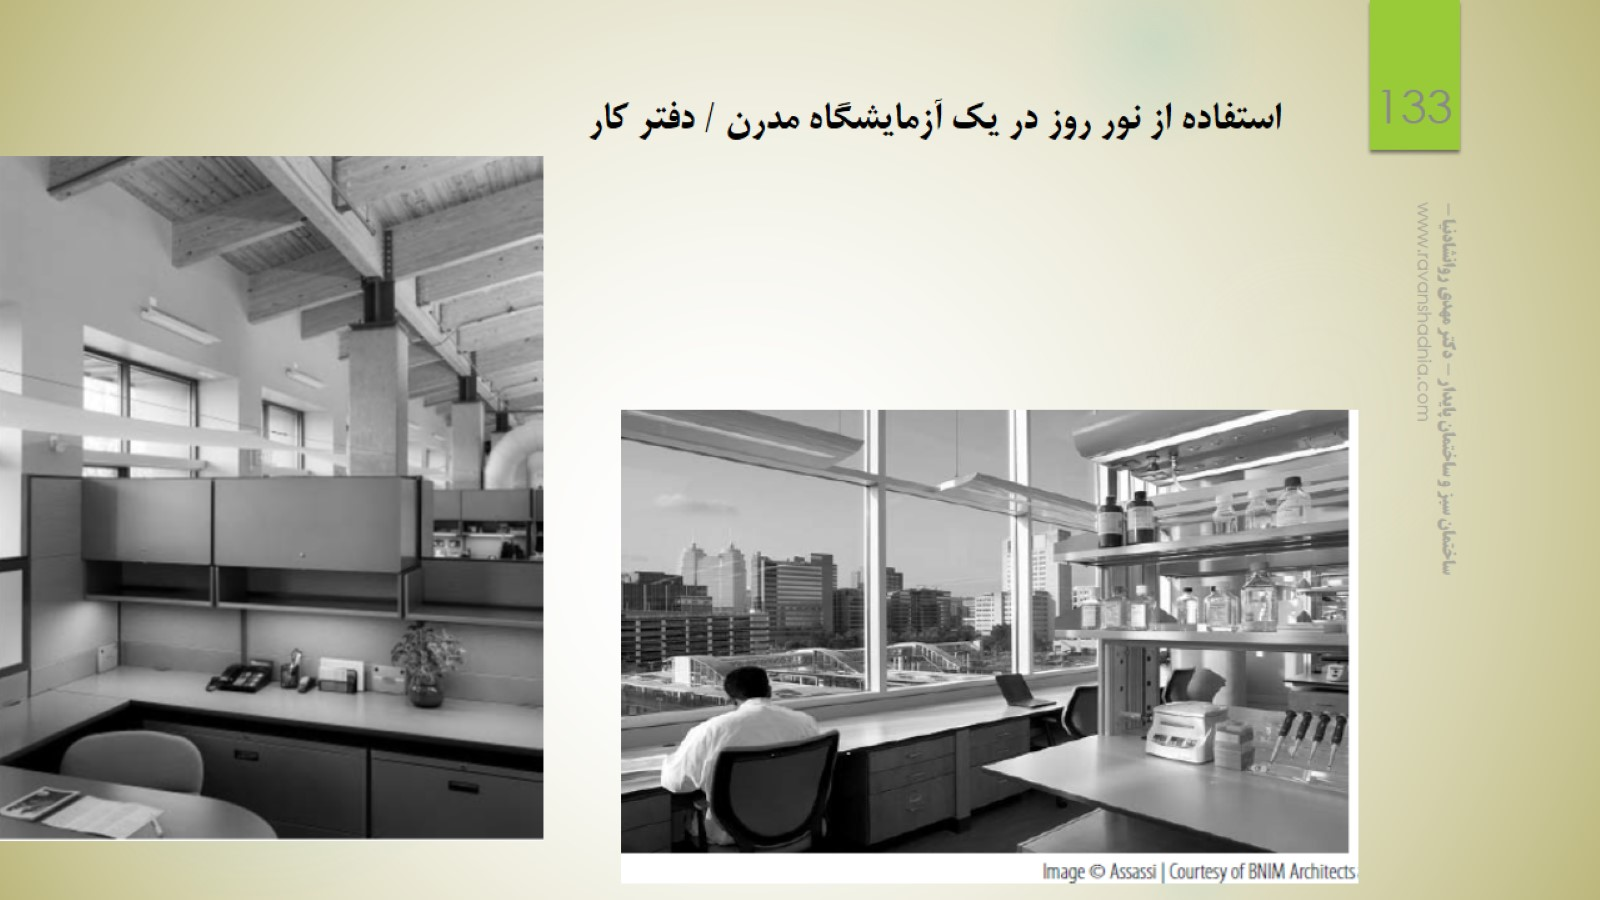 133
استفاده از نور روز در یک آزمایشگاه مدرن / دفتر کار
ساختمان سبز و ساختمان پایدار – دکتر مهدی روانشادنیا –
www.ravanshadnia.com
Image © Assassi | Courtesy of BNIM Architects